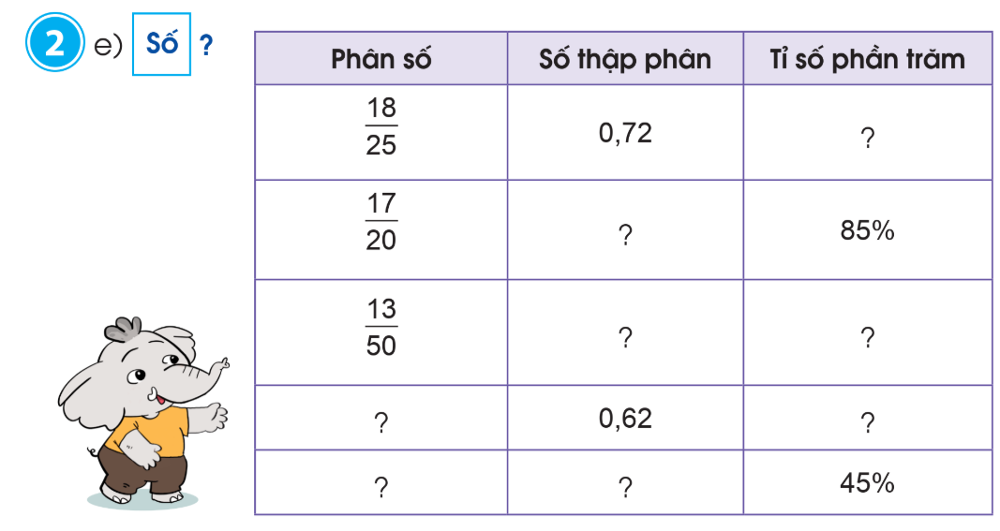 2 e) Số ?
Phân số Số thập phân Tỉ số phần trăm
18/25 0,72 ?
17/20 ? 85%
13/50 ? ?
? 0,62 ?
? ? 45%